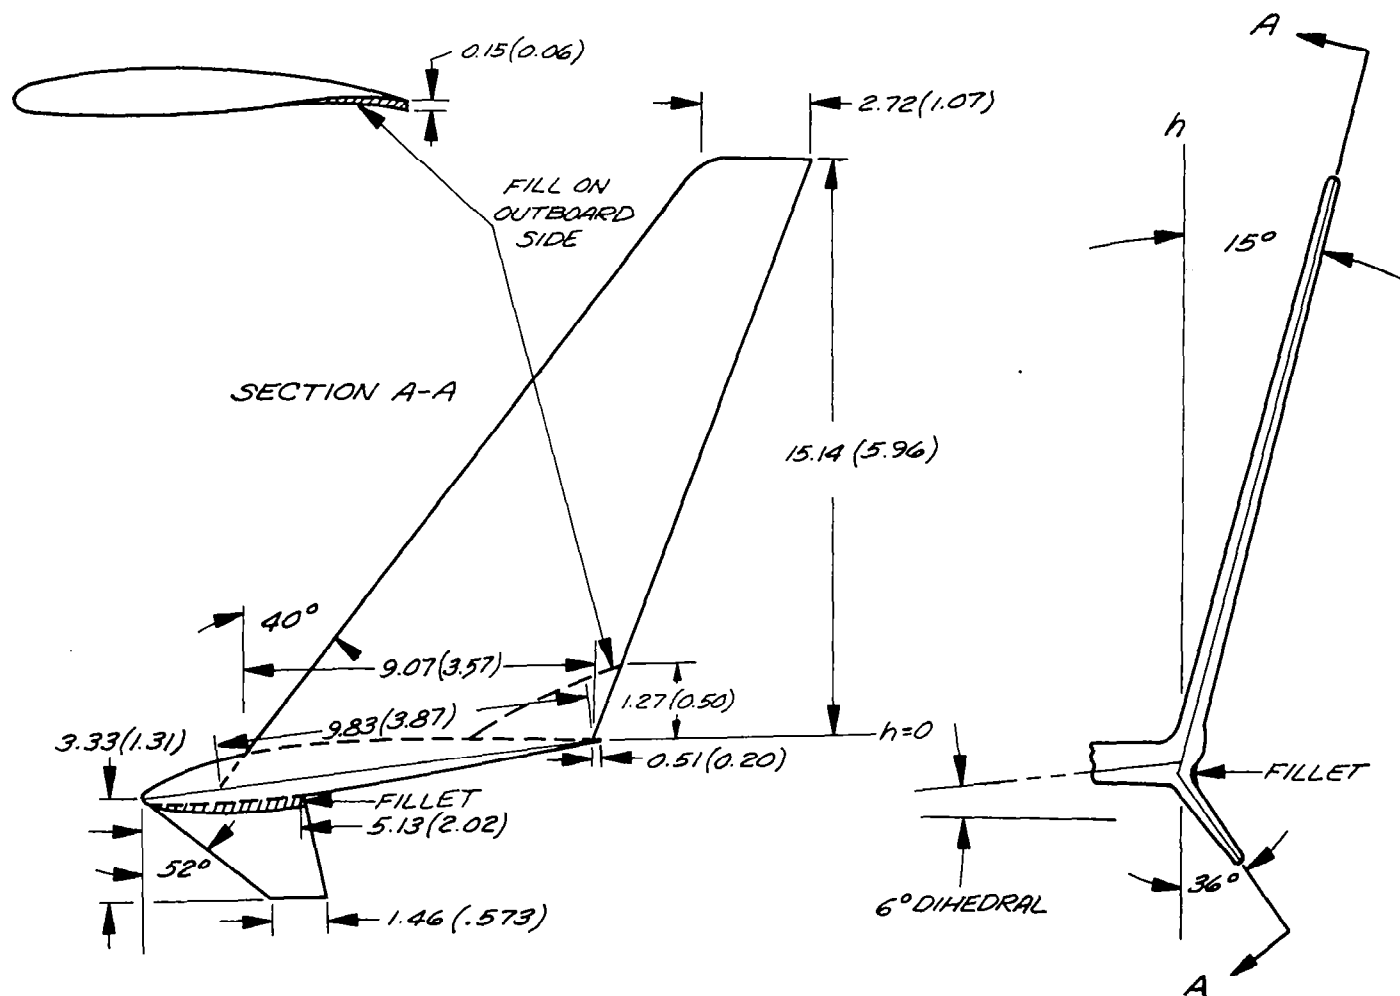 0.15(0.06)
A
2.72(1.07)
h
FILL ON
OUTBOARD
SIDE
15°
SECTION A-A
15.14 (5.96)
40°
9.07(3.57)
1.27(0.50)
9.83(3.87)
3.33(1.31)
h=0
0.51(0.20)
FILLET
FILLET
5.13(2.02)
52°
36°
6° DIHEDRAL
1.46 (.573)
A